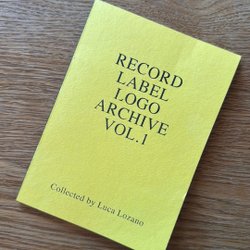 RECORD
LABEL
LOGO
ARCHIVE
VOL.1
Collected by Luca Lozano